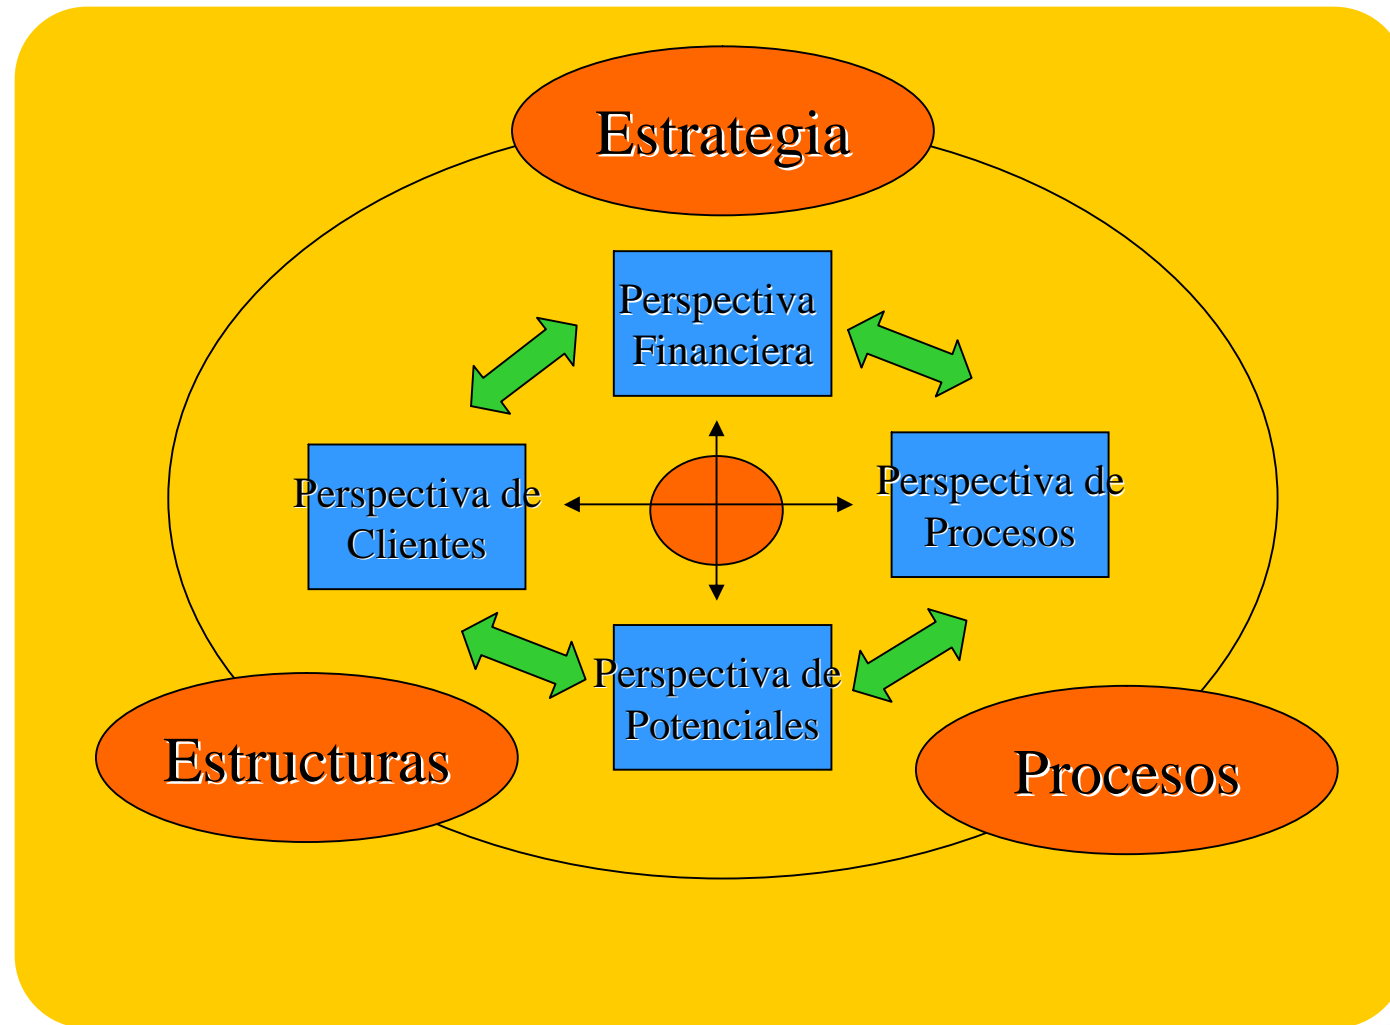 Estrategia
Perspectiva
Financiera
Perspectiva de
Clientes
Perspectiva de
Procesos
Perspectiva de
Potenciales
Estructuras
Procesos